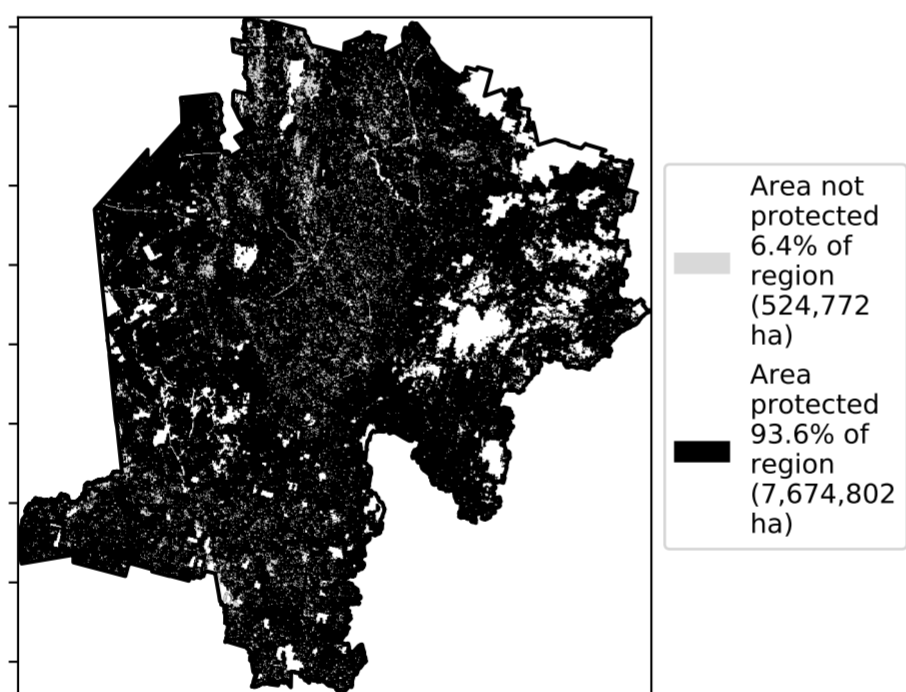 Area not
protected
6.4% of
region
(524,772
ha)
Area
protected
93.6% of
region
(7,674,802
ha)